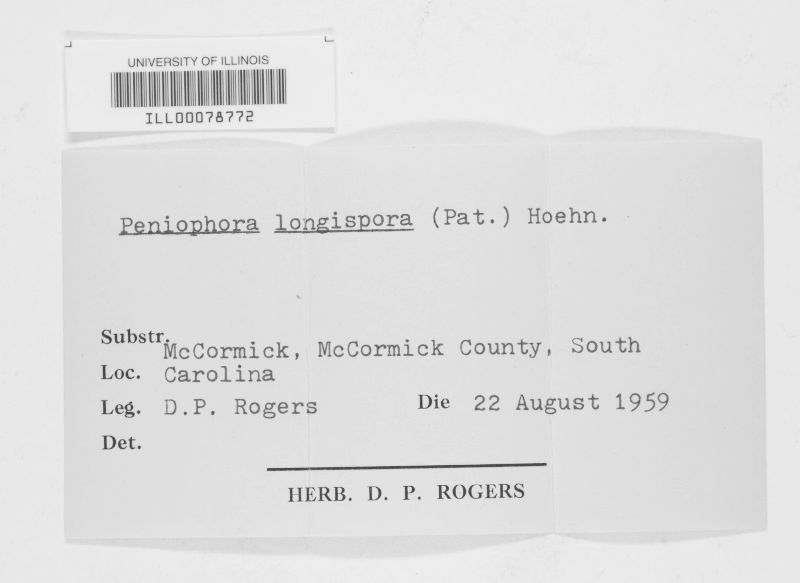 UNIVERSITY OF ILLINOIS
ILL00078772
Peniophora longispora (Pat.) Hoehn.
Substr.
McCormick, McCormick County, South
Loc. Carolina
Leg. D.P. Rogers Die 22 August 1959
Det.
HERB. D. P. ROGERS